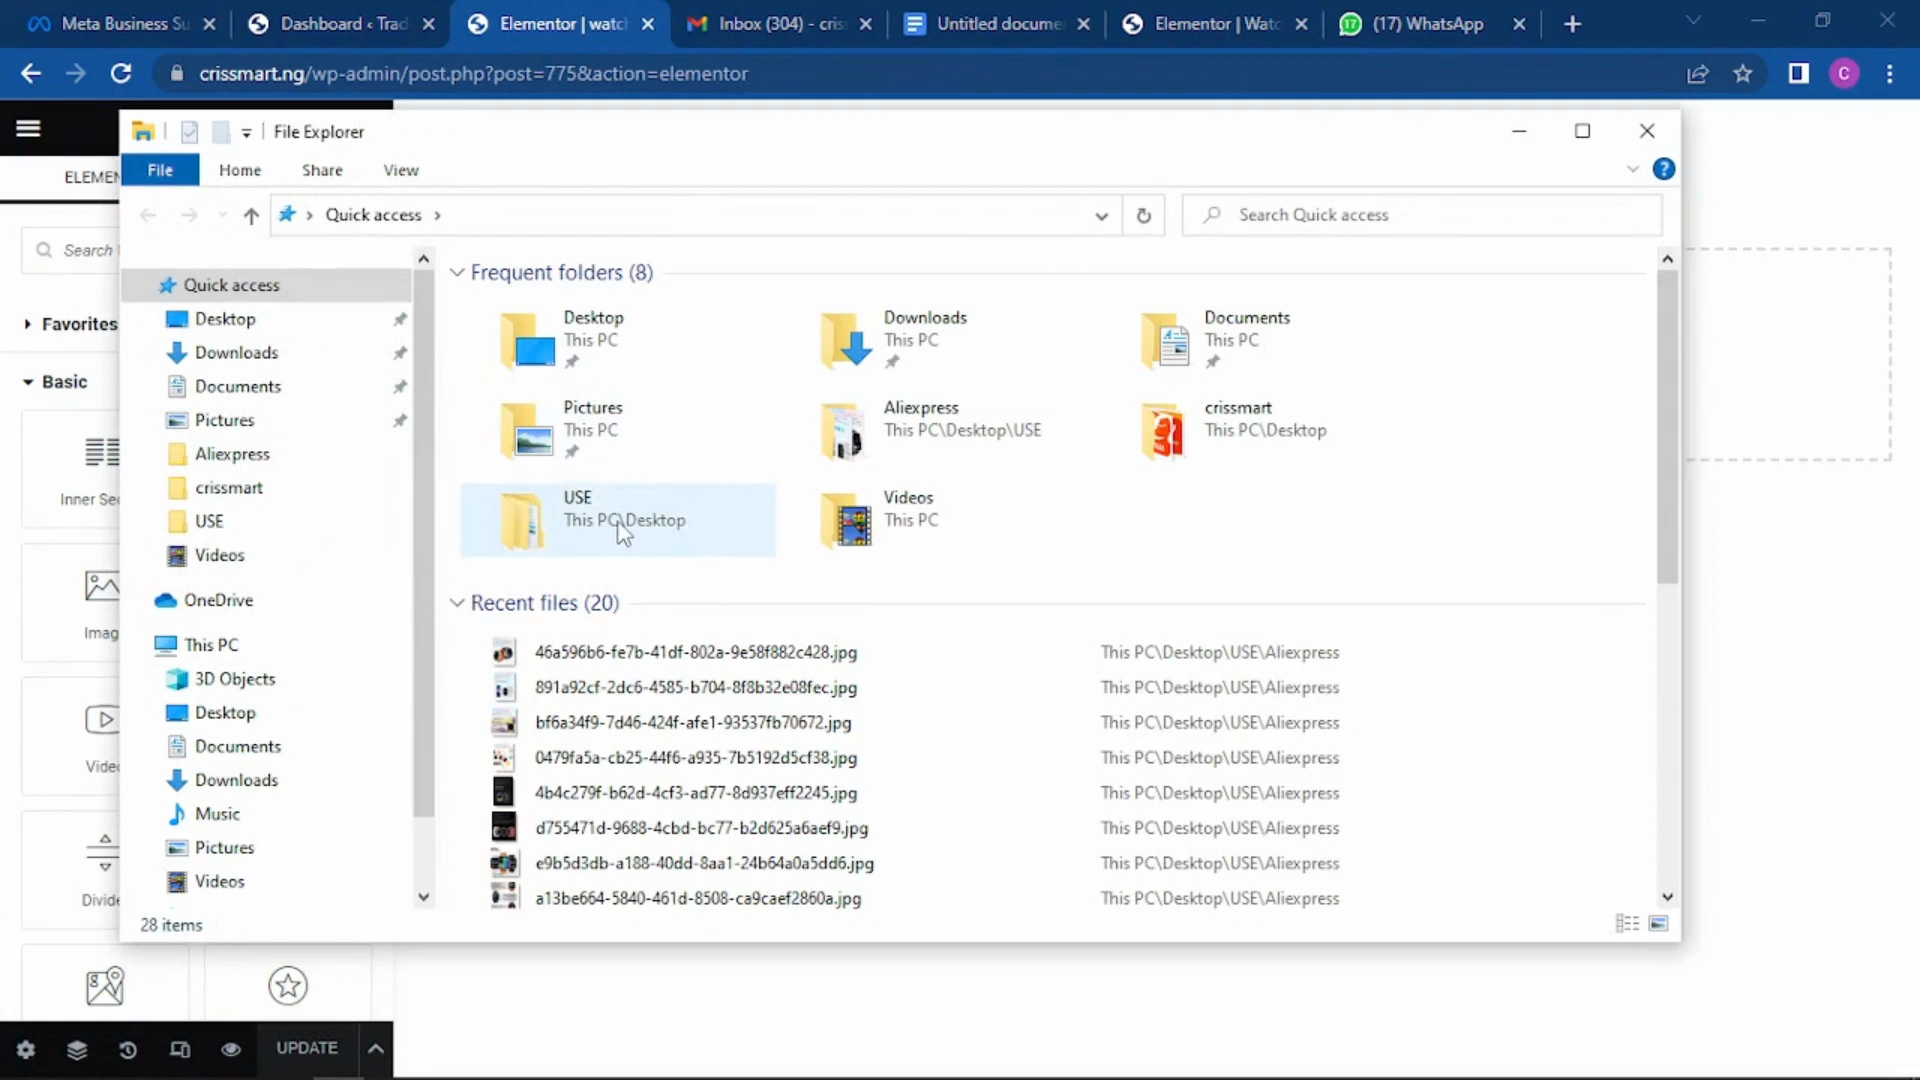 Meta Business Su
Dashboard ‹ Trad
Elementor | watch
Inbox (304) - cris
Untitled docume
Elementor | Watc
17
(17) WhatsApp
crissmart.ng/wp-admin/post.php?post=775&action=elementor
C
File Explorer
File
Home
Share
View
ELEMEN
Quick access
Search Quick access
Search
Quick access
Desktop
Downloads
Documents
Pictures
Aliexpress
crissmart
USE
Videos
OneDrive
This PC
3D Objects
Desktop
Documents
Downloads
Music
Pictures
Videos
Favorites
Basic
Inner Sec
Imag
Vide
Divide
Frequent folders (8)
Desktop
This PC
Downloads
This PC
Documents
This PC
Pictures
This PC
Aliexpress
This PC\Desktop\USE
crissmart
This PC\Desktop
USE
This PC\Desktop
Videos
This PC
Recent files (20)
46a596b6-fe7b-41df-802a-9e58f882c428.jpg This PC\Desktop\USE\Aliexpress
891a92cf-2dc6-4585-b704-8f8b32e08fec.jpg This PC\Desktop\USE\Aliexpress
bf6a34f9-7d46-424f-afe1-93537fb70672.jpg This PC\Desktop\USE\Aliexpress
0479fa5a-cb25-44f6-a935-7b5192d5cf38.jpg This PC\Desktop\USE\Aliexpress
4b4c279f-b62d-4cf3-ad77-8d937eff2245.jpg This PC\Desktop\USE\Aliexpress
d755471d-9688-4cbd-bc77-b2d625a6aef9.jpg This PC\Desktop\USE\Aliexpress
e9b5d3db-a188-40dd-8aa1-24b64a0a5dd6.jpg This PC\Desktop\USE\Aliexpress
a13be664-5840-461d-8508-ca9caef2860a.jpg This PC\Desktop\USE\Aliexpress
28 items
UPDATE